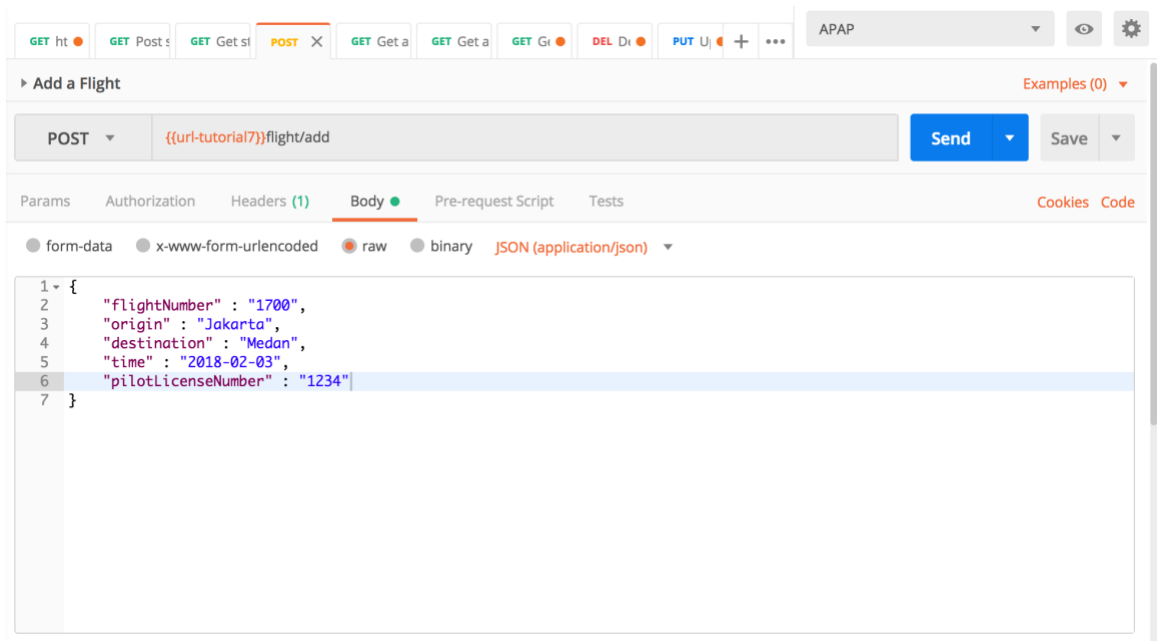 GET ht GET Post s GET Get st POST GET Get a GET Get a GET Ge DEL De PUT U APAP
Add a Flight Examples (0)
POST {{url-tutorial7}}flight/add Send Save
Params Authorization Headers (1) Body Pre-request Script Tests Cookies Code
form-data x-www-form-urlencoded raw binary JSON (application/json)
1 {
2 "flightNumber" : "1700",
3 "origin" : "Jakarta",
4 "destination" : "Medan",
5 "time" : "2018-02-03",
6 "pilotLicenseNumber" : "1234"
7 }